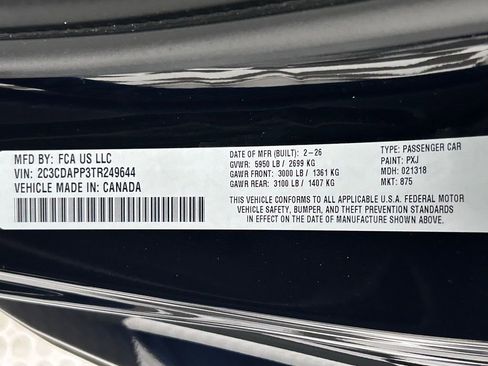 MFD BY: FCA US LLC
VIN: 2C3CDAPP3TR249644
VEHICLE MADE IN: CANADA
DATE OF MFR (BUILT): 2-26
GVWR: 5950 LB / 2699 KG
GAWR FRONT: 3000 LB / 1361 KG
GAWR REAR: 3100 LB / 1407 KG
TYPE: PASSENGER CAR
PAINT: PXJ
MDH: 021318
MKT: 875
THIS VEHICLE CONFORMS TO ALL APPLICABLE U.S.A. FEDERAL MOTOR
VEHICLE SAFETY, BUMPER, AND THEFT PREVENTION STANDARDS
IN EFFECT ON THE DATE OF MANUFACTURE SHOWN ABOVE.